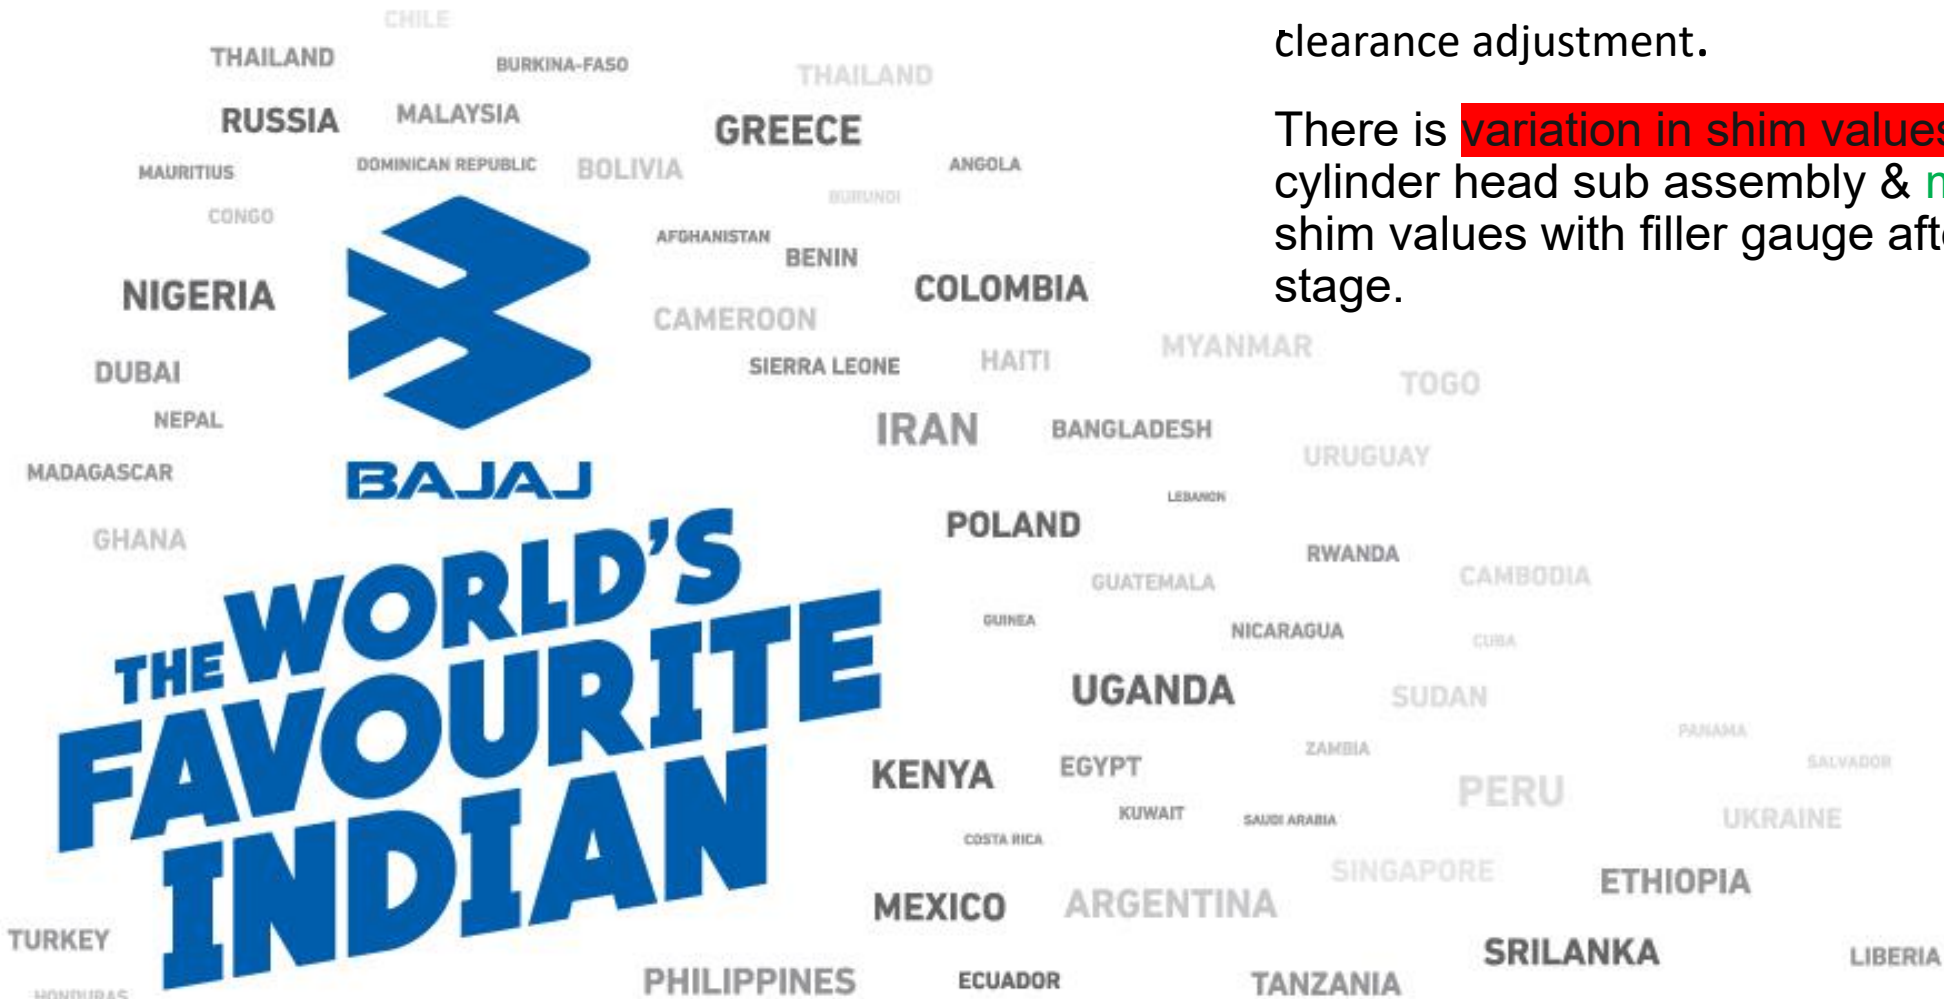 CHILE
THAILAND
BURKINA-FASO
THAILAND
RUSSIA
MALAYSIA
GREECE
MAURITIUS
DOMINICAN REPUBLIC
BOLIVIA
ANGOLA
BURUNDI
CONGO
AFGHANISTAN
BENIN
NIGERIA
COLOMBIA
CAMEROON
DUBAI
SIERRA LEONE
HAITI
MYANMAR
TOGO
NEPAL
IRAN
BANGLADESH
URUGUAY
MADAGASCAR
BAJAJ
LEBANON
GHANA
POLAND
RWANDA
GUATEMALA
CAMBODIA
GUINEA
NICARAGUA
CUBA
THE WORLD'S
FAVOURITE
INDIAN
UGANDA
SUDAN
PANAMA
KENYA
EGYPT
ZAMBIA
SALVADOR
PERU
KUWAIT
SAUDI ARABIA
UKRAINE
COSTA RICA
SINGAPORE
ETHIOPIA
MEXICO
ARGENTINA
TURKEY
SRILANKA
LIBERIA
PHILIPPINES
ECUADOR
TANZANIA
HONDURAS
clearance adjustment.
There is variation in shim values
cylinder head sub assembly &
shim values with filler gauge
stage.